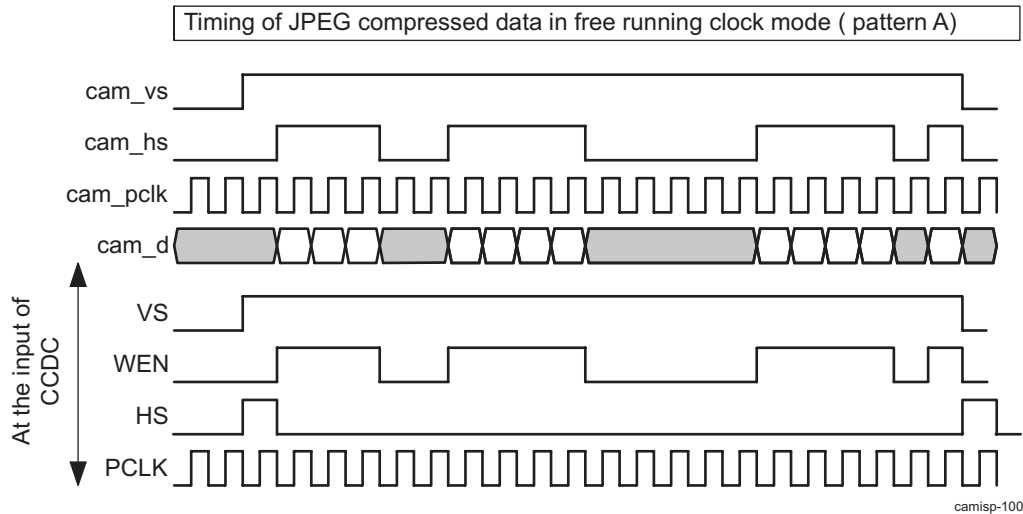 Timing of JPEG compressed data in free running clock mode ( pattern A)
cam_vs
cam_hs
cam_pclk
cam_d
At the input of
CCDC
VS
WEN
HS
PCLK
camisp-100